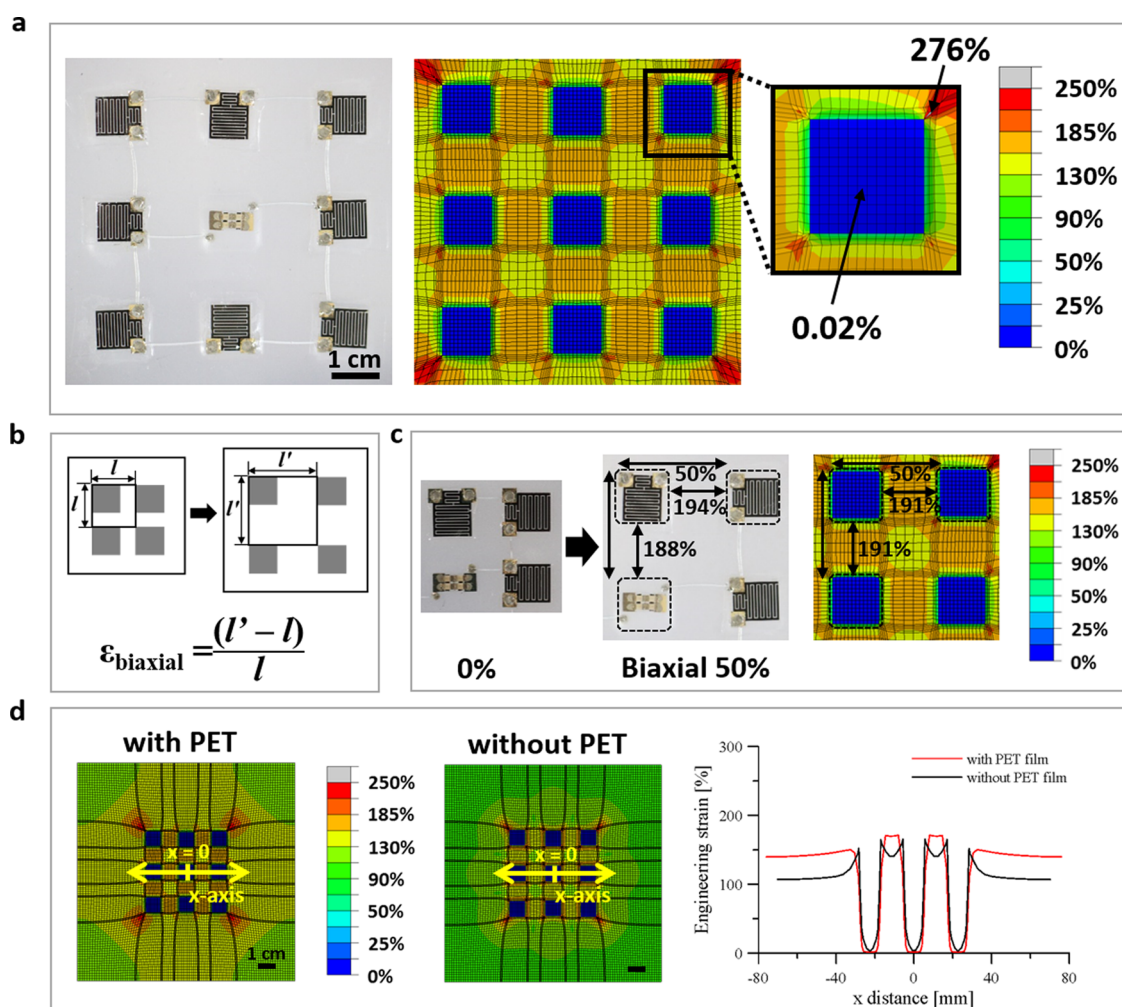 a
276%
250%
185%
130%
90%
50%
25%
0%
0.02%
1 cm
b
l
l'
l
l'
ε biaxial = (l' – l)
l
c
50%
194%
188%
0%
Biaxial 50%
50%
191%
191%
250%
185%
130%
90%
50%
25%
0%
d
with PET
x = 0
x-axis
1 cm
250%
185%
130%
90%
50%
25%
0%
without PET
x = 0
x-axis
Engineering strain [%]
300
200
100
0
with PET film
without PET film
-80
-40
0
40
80
x distance [mm]